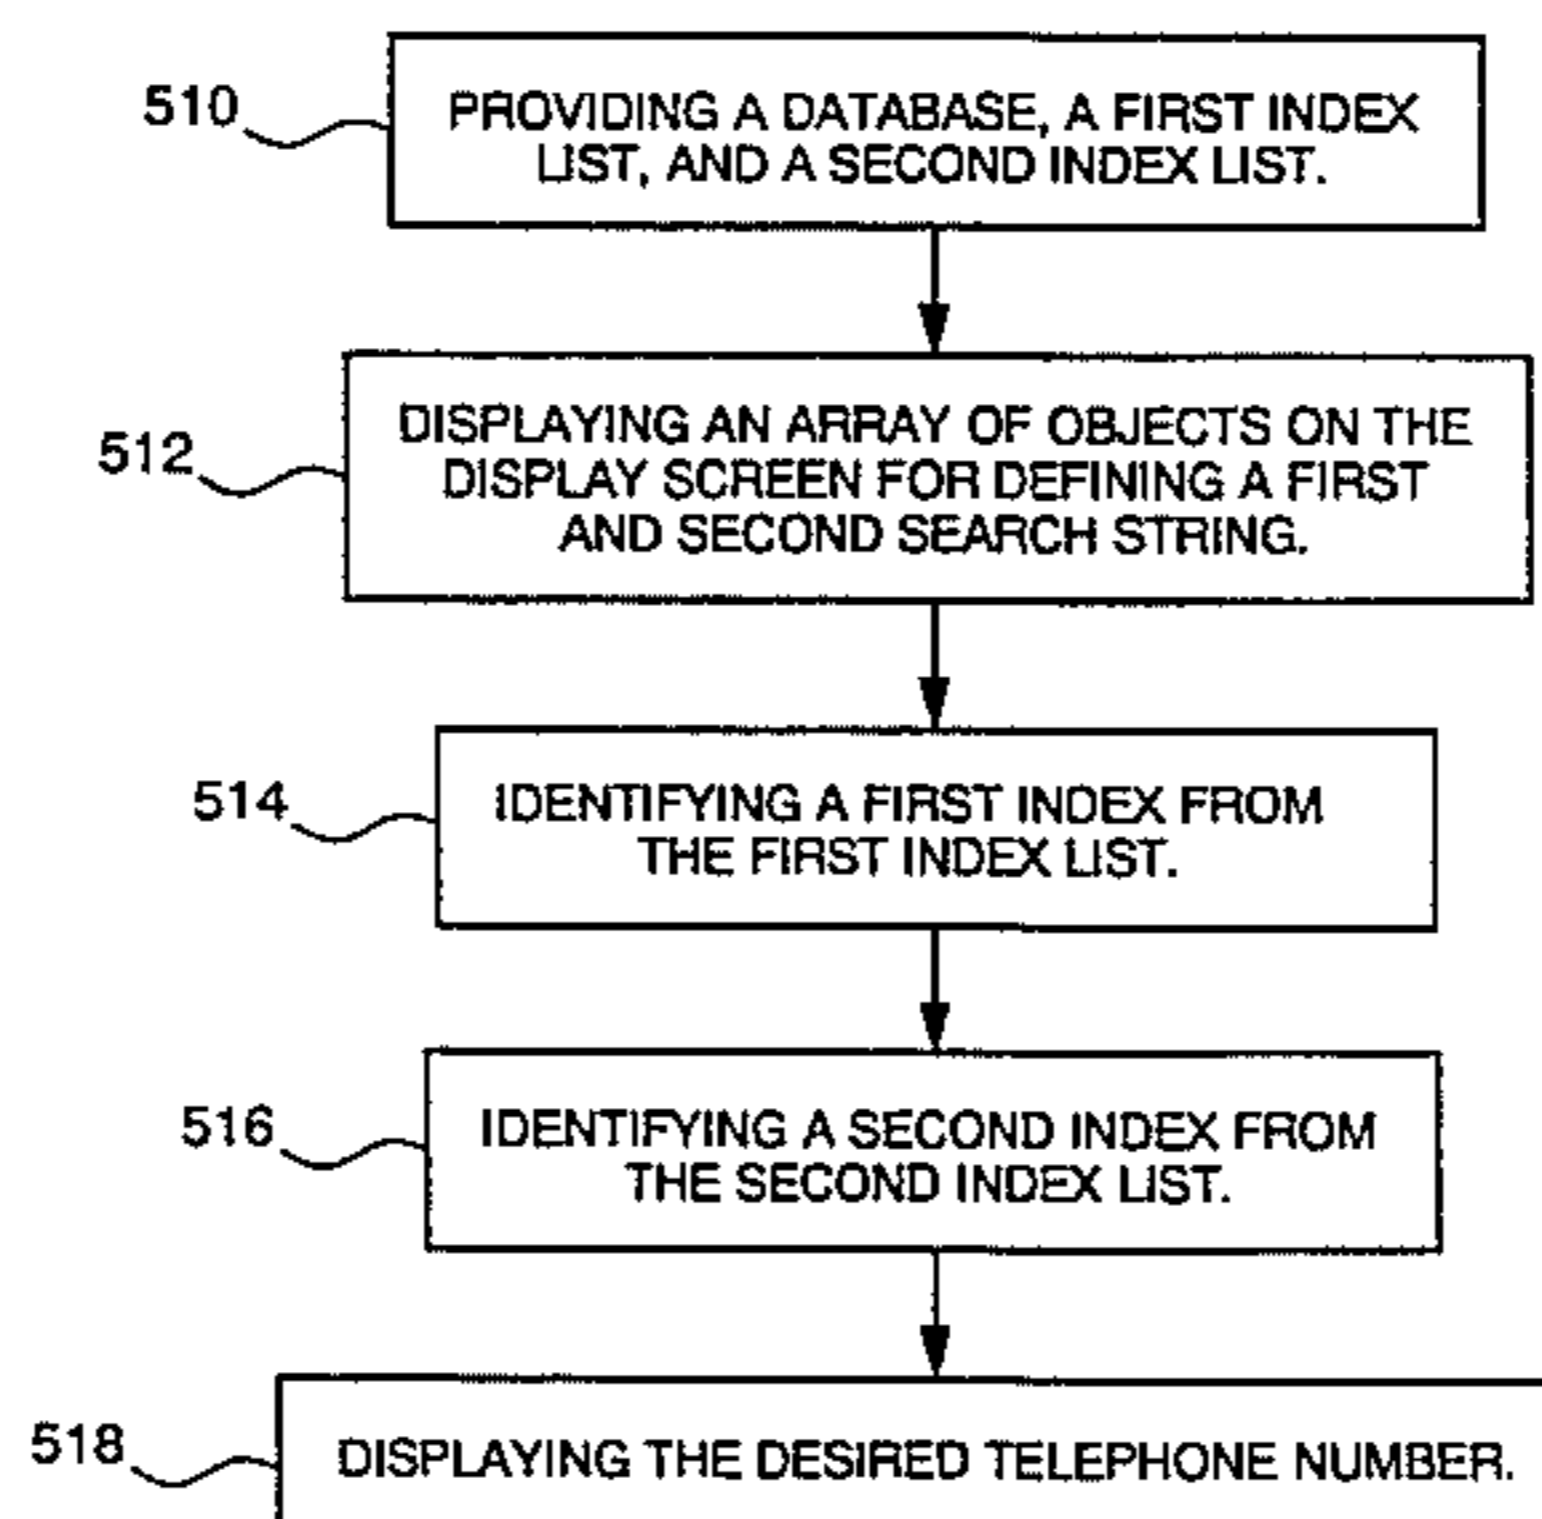 510
PROVIDING A DATABASE, A FIRST INDEX
LIST, AND A SECOND INDEX LIST.
512
DISPLAYING AN ARRAY OF OBJECTS ON THE
DISPLAY SCREEN FOR DEFINING A FIRST
AND SECOND SEARCH STRING.
514
IDENTIFYING A FIRST INDEX FROM
THE FIRST INDEX LIST.
516
IDENTIFYING A SECOND INDEX FROM
THE SECOND INDEX LIST.
518
DISPLAYING THE DESIRED TELEPHONE NUMBER.